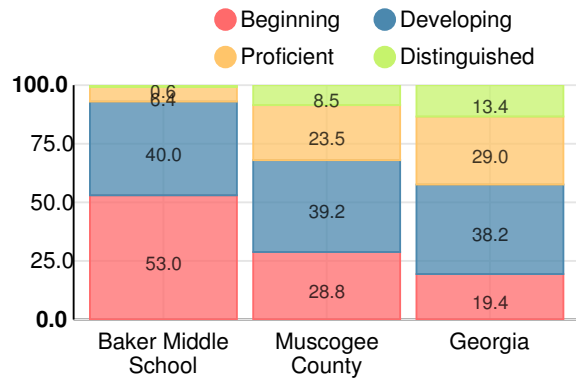 Beginning
Developing
Proficient
Distinguished
100.0
75.0
50.0
25.0
0.0
0.6
6.4
40.0
53.0
8.5
23.5
39.2
28.8
13.4
29.0
38.2
19.4
Baker Middle
School
Muscogee
County
Georgia